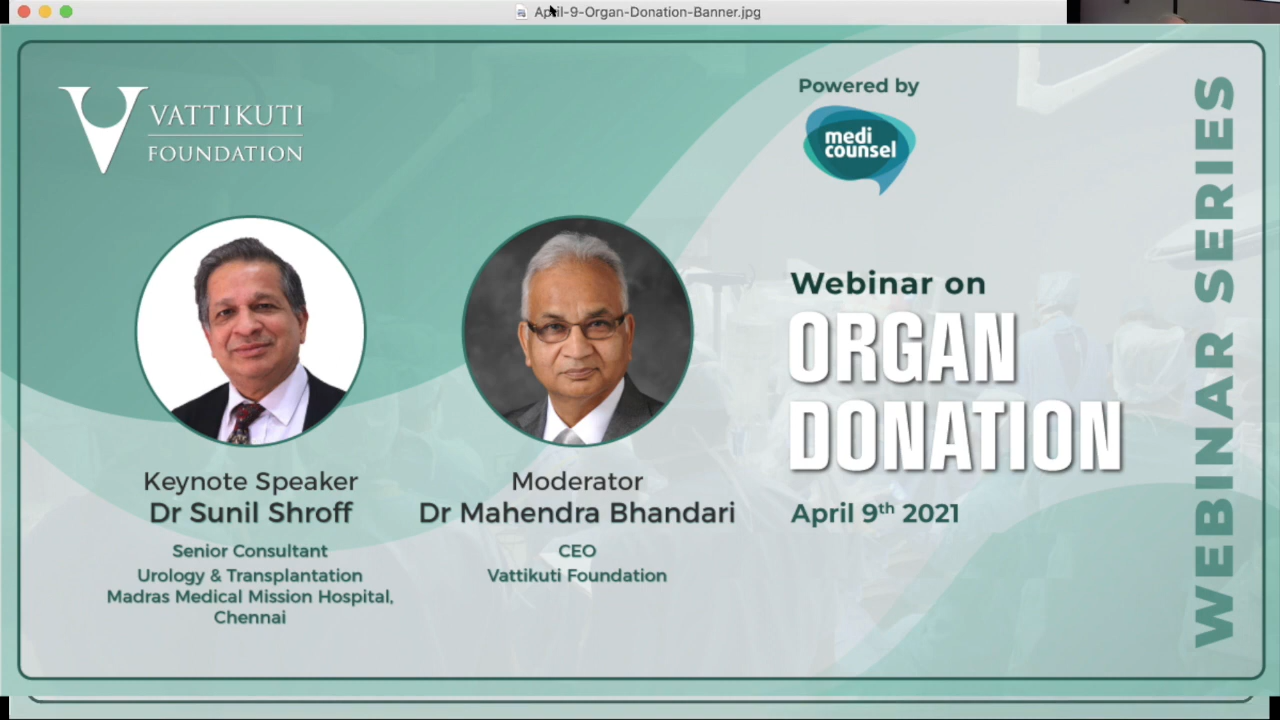 April-9-Organ-Donation-Banner.jpg
VATTIKUTI
FOUNDATION
Powered by
medi
counsel
Keynote Speaker
Dr Sunil Shroff
Senior Consultant
Urology & Transplantation
Madras Medical Mission Hospital,
Chennai
Moderator
Dr Mahendra Bhandari
CEO
Vattikuti Foundation
Webinar on
ORGAN
DONATION
April 9th 2021
WEBINAR SERIES